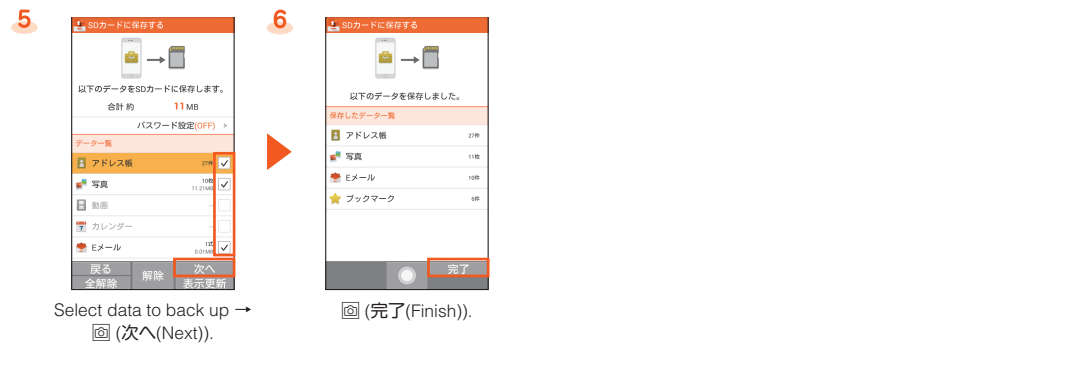 5
SDカードに保存する
以下のデータをSDカードに保存します。
合計 約 11 MB
パスワード設定(OFF) >
データ一覧
アドレス帳 27件
写真 10枚
11.21MB
動画 --
カレンダー --
7
Eメール 1式
0.01MB
戻る 解除 次へ
全解除 表示更新
Select data to back up →
(次へ(Next)).
6
SDカードに保存する
以下のデータを保存しました。
保存したデータ一覧
アドレス帳 27件
写真 11枚
Eメール 10件
ブックマーク 6件
完了
(完了(Finish)).